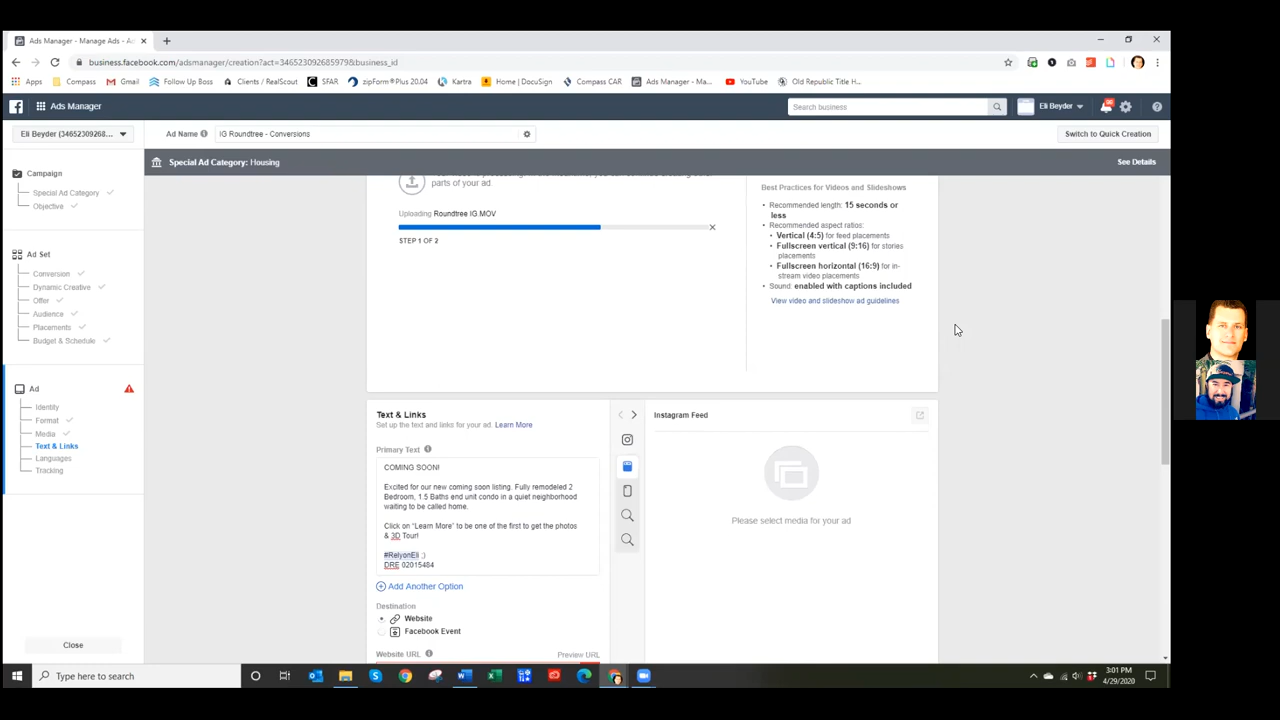 Ads Manager - Manage Ads - Ad
business.facebook.com/adsmanager/creation?act=346523092685979&business_id
Apps Compass Gmail Follow Up Boss Clients / RealScout SFAR zipForm®Plus 20.04 Kartra Home | DocuSign Compass CAR Ads Manager - Ma... YouTube Old Republic Title H...
Ads Manager
Search business
Eli Beyder
Eli Beyder (34652309268...
Ad Name
IG Roundtree - Conversions
Switch to Quick Creation
Special Ad Category: Housing
See Details
Campaign
Special Ad Category
Objective
Ad Set
Conversion
Dynamic Creative
Offer
Audience
Placements
Budget & Schedule
Ad
Identity
Format
Media
Text & Links
Languages
Tracking
Close
parts of your ad.
Uploading Roundtree IG.MOV
STEP 1 OF 2
Best Practices for Videos and Slideshows
Recommended length: 15 seconds or
less
Recommended aspect ratios:
Vertical (4:5) for feed placements
Fullscreen vertical (9:16) for stories
placements
Fullscreen horizontal (16:9) for in-
stream video placements
Sound: enabled with captions included
View video and slideshow ad guidelines
Text & Links
Set up the text and links for your ad. Learn More
Primary Text
COMING SOON!
Excited for our new coming soon listing. Fully remodeled 2
Bedroom, 1.5 Baths end unit condo in a quiet neighborhood
waiting to be called home.
Click on "Learn More" to be one of the first to get the photos
& 3D Tour!
#RelyonEli ;)
DRE 02015484
Add Another Option
Destination
Website
Facebook Event
Website URL
Preview URL
Instagram Feed
Please select media for your ad
Type here to search
3:01 PM
4/29/2020